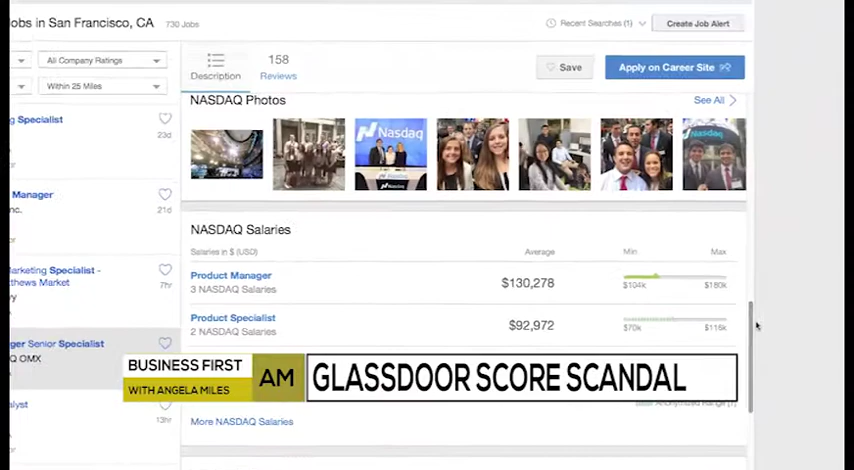 obs in San Francisco, CA 730 Jobs
Recent Searches (1)
Create Job Alert
All Company Ratings
Within 25 Miles
g Specialist
23d
Manager
nc.
21d
Marketing Specialist -
tthews Market
7hr
ger Senior Specialist
Q OMX
alyst
13hr
Description
158
Reviews
Save
Apply on Career Site
NASDAQ Photos
See All
Nasdaq
Nasdaq
NASDAQ Salaries
Salaries in $ (USD)
Average
Min
Max
Product Manager
3 NASDAQ Salaries
$130,278
$104k
$180k
Product Specialist
2 NASDAQ Salaries
$92,972
$70k
$116k
BUSINESS FIRST
WITH ANGELA MILES
AM
GLASSDOOR SCORE SCANDAL
More NASDAQ Salaries